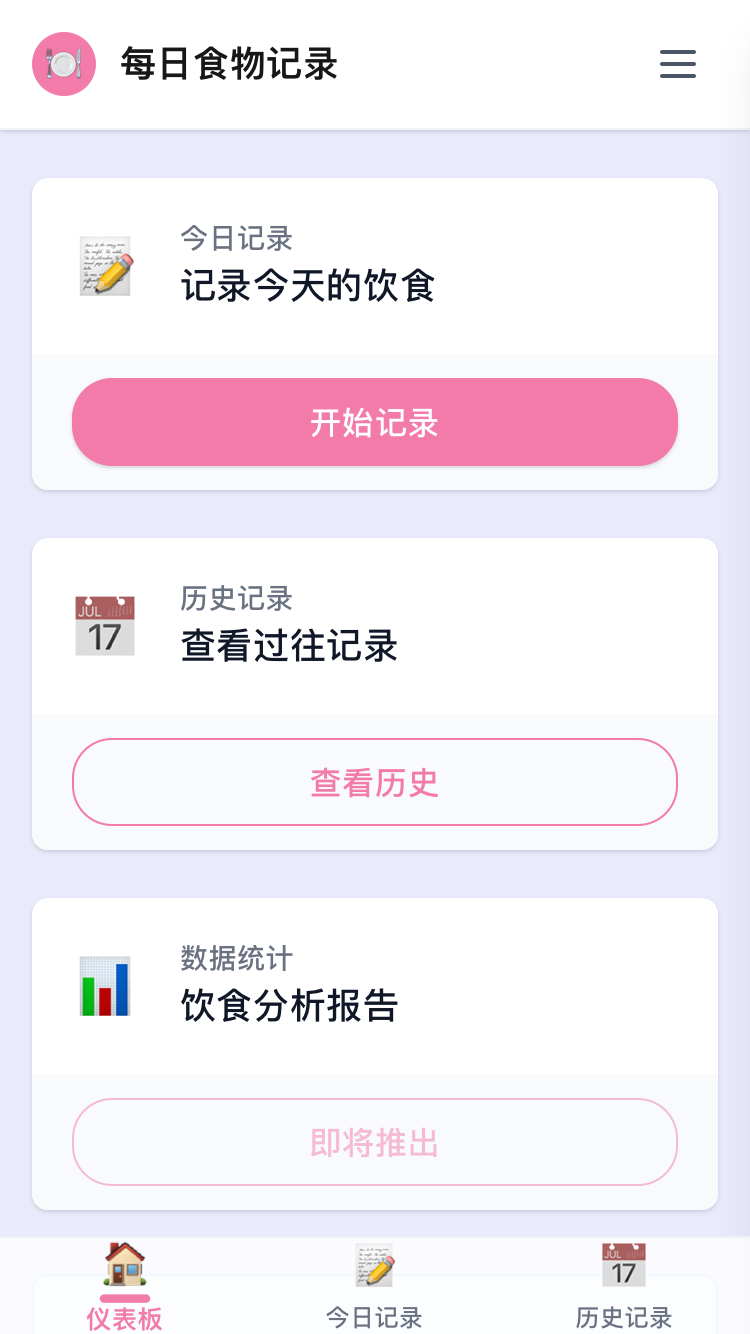 每日食物记录
今日记录
记录今天的饮食
开始记录
历史记录
JUL
17
查看过往记录
查看历史
数据统计
饮食分析报告
即将推出
JUL
17
仪表板
今日记录
历史记录